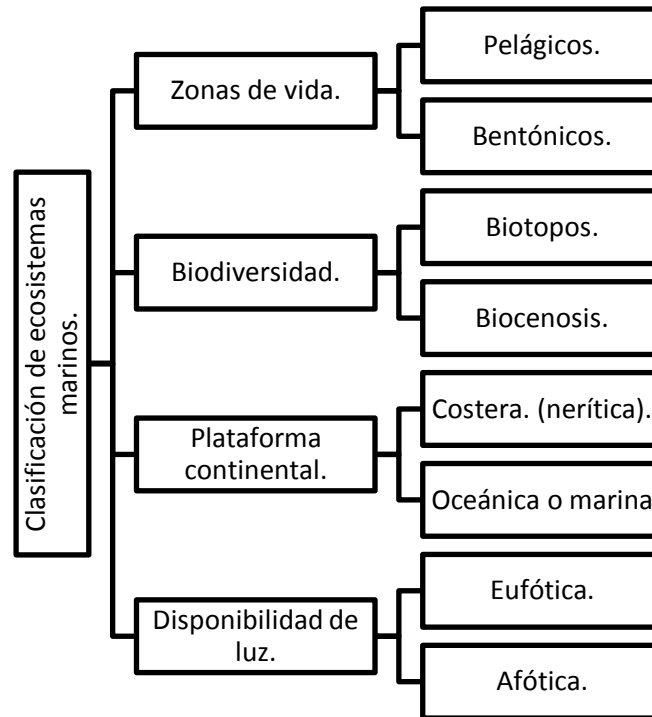 Clasificación de ecosistemas
marinos.
Zonas de vida.
Pelágicos.
Bentónicos.
Biodiversidad.
Biotopos.
Biocenosis.
Plataforma
continental.
Costera. (nerítica).
Oceánica o marina
Disponibilidad de
luz.
Eufótica.
Afótica.